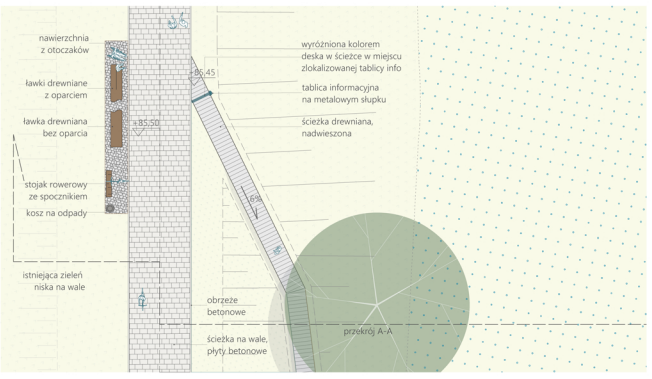 nawierzchnia
z otoczaków
ławki drewniane
z oparciem
ławka drewniana
bez oparcia
stojak rowerowy
ze spocznikiem
kosz na odpady
istniejąca zieleń
niska na wale
+85,50
+85,45
6%
wyróżniona kolorem
deska w ścieżce w miejscu
zlokalizowanej tablicy info
tablica informacyjna
na metalowym słupku
ścieżka drewniana,
nadwieszona
obrzeże
betonowe
ścieżka na wale,
płyty betonowe
przekrój A-A